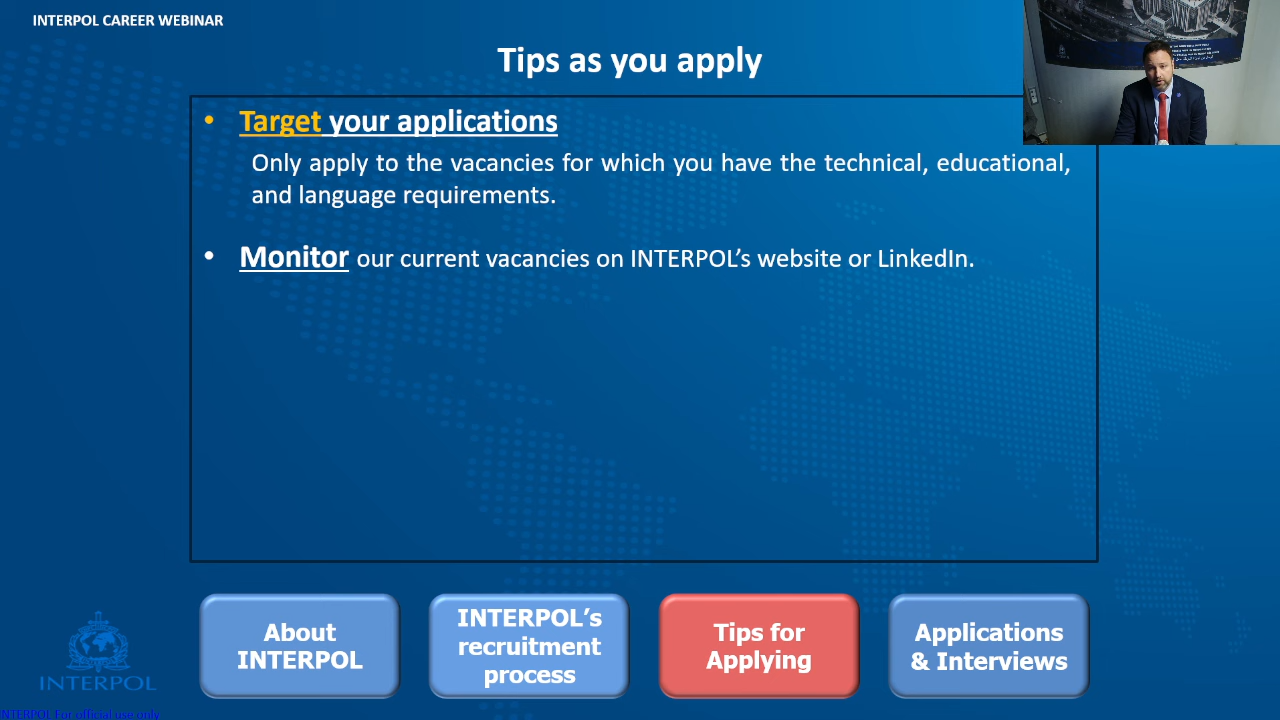 INTERPOL CAREER WEBINAR
Tips as you apply
• Target your applications
Only apply to the vacancies for which you have the technical, educational,
and language requirements.
• Monitor our current vacancies on INTERPOL’s website or LinkedIn.
About
INTERPOL
INTERPOL’s
recruitment
process
Tips for
Applying
Applications
& Interviews
INTERPOL
INTERPOL For official use only